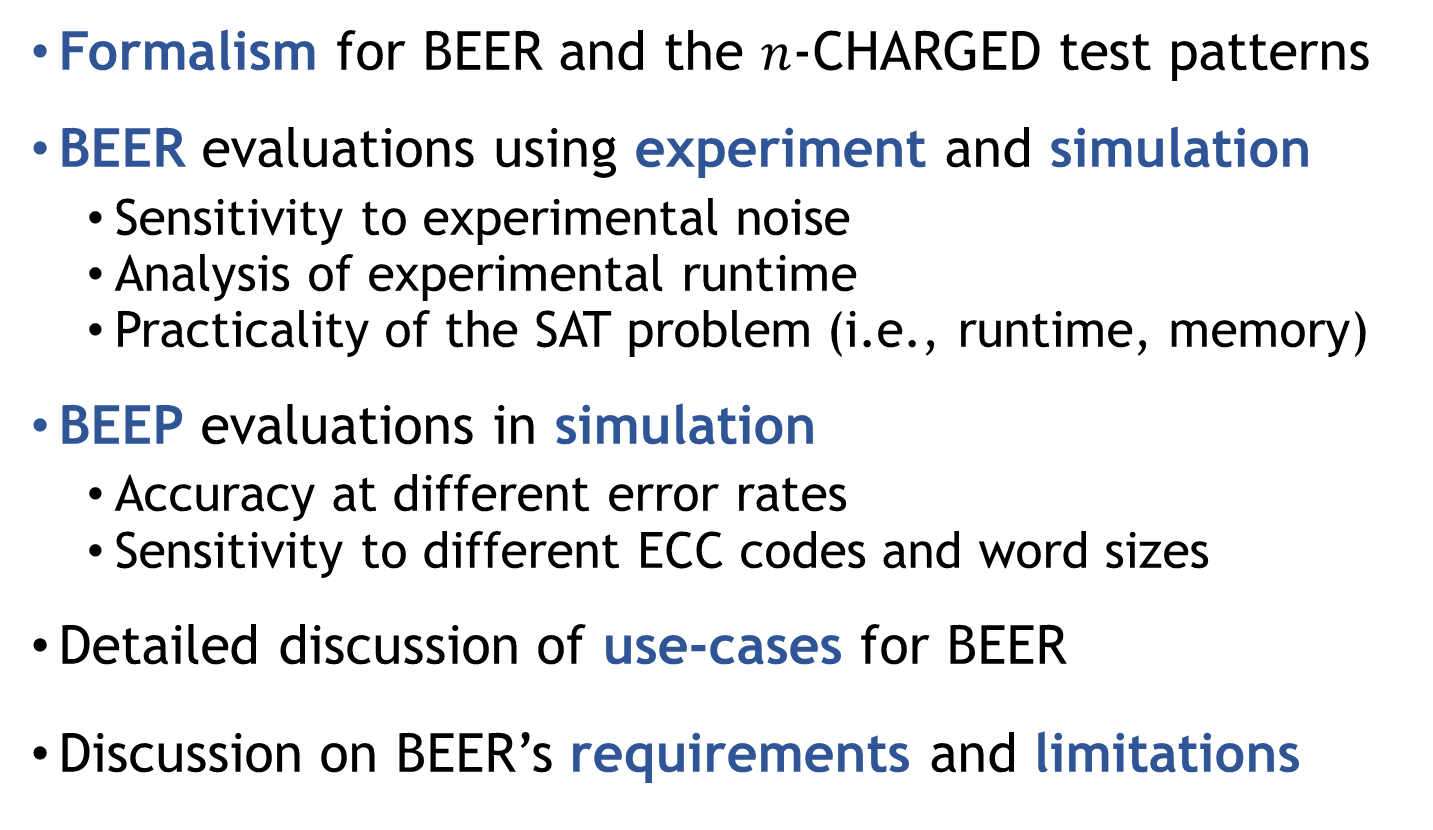 • Formalism for BEER and the n-CHARGED test patterns
• BEER evaluations using experiment and simulation
• Sensitivity to experimental noise
• Analysis of experimental runtime
• Practicality of the SAT problem (i.e., runtime, memory)
• BEEP evaluations in simulation
• Accuracy at different error rates
• Sensitivity to different ECC codes and word sizes
• Detailed discussion of use-cases for BEER
• Discussion on BEER’s requirements and limitations